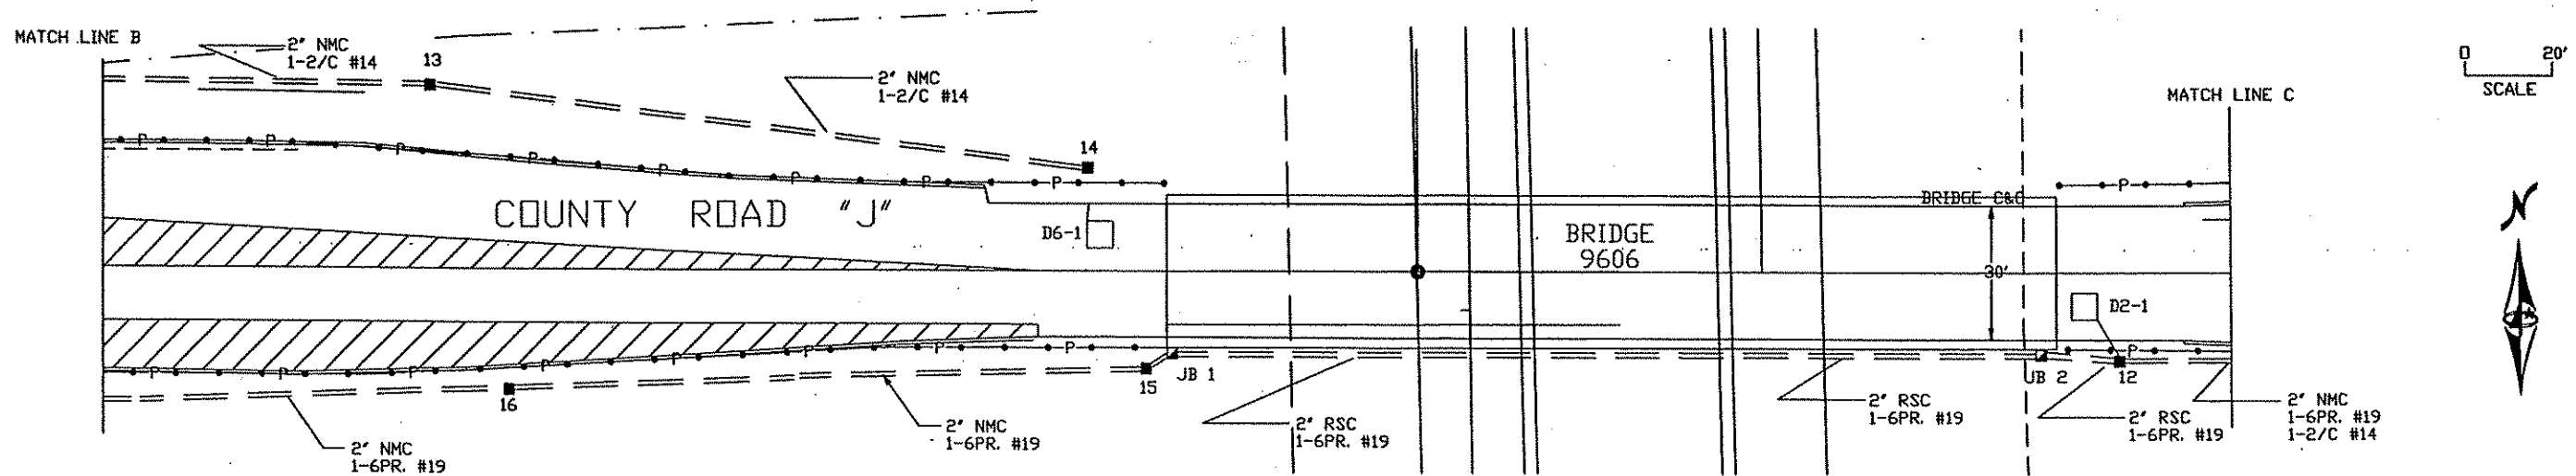 MATCH LINE B
2" NMC
1-2/C #14
13
2" NMC
1-2/C #14
14
0 20'
SCALE
MATCH LINE C
P P P P P P P P
P
COUNTY ROAD "J"
D6-1
BRIDGE C&G
BRIDGE
9606
30'
N
D2-1
P P P P P P P P
P
16
15
JB 1
JB 2
12
2" NMC
1-6PR. #19
2" NMC
1-6PR. #19
2" RSC
1-6PR. #19
2" RSC
1-6PR. #19
2" RSC
1-6PR. #19
2" NMC
1-6PR. #19
1-2/C #14